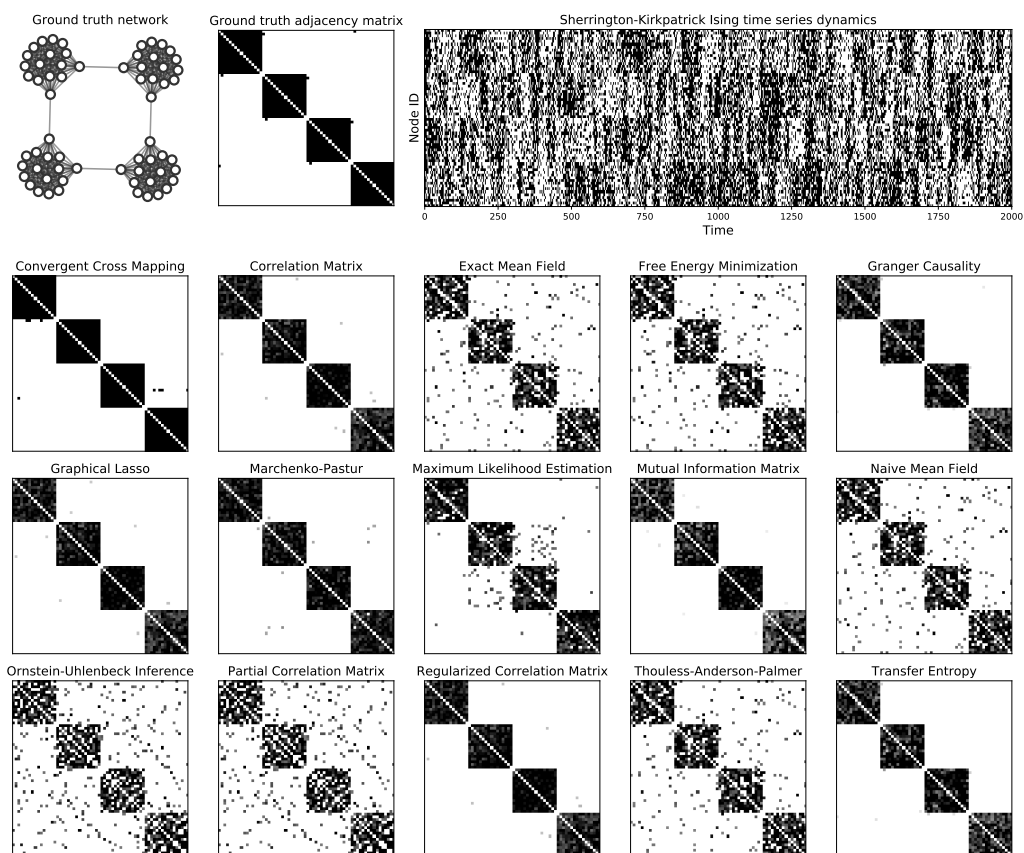 Ground truth network
Ground truth adjacency matrix
Sherrington-Kirkpatrick Ising time series dynamics
Node ID
0 250 500 750 1000 1250 1500 1750 2000
Time
Convergent Cross Mapping
Correlation Matrix
Exact Mean Field
Free Energy Minimization
Granger Causality
Graphical Lasso
Marchenko-Pastur
Maximum Likelihood Estimation
Mutual Information Matrix
Naive Mean Field
Ornstein-Uhlenbeck Inference
Partial Correlation Matrix
Regularized Correlation Matrix
Thouless-Anderson-Palmer
Transfer Entropy